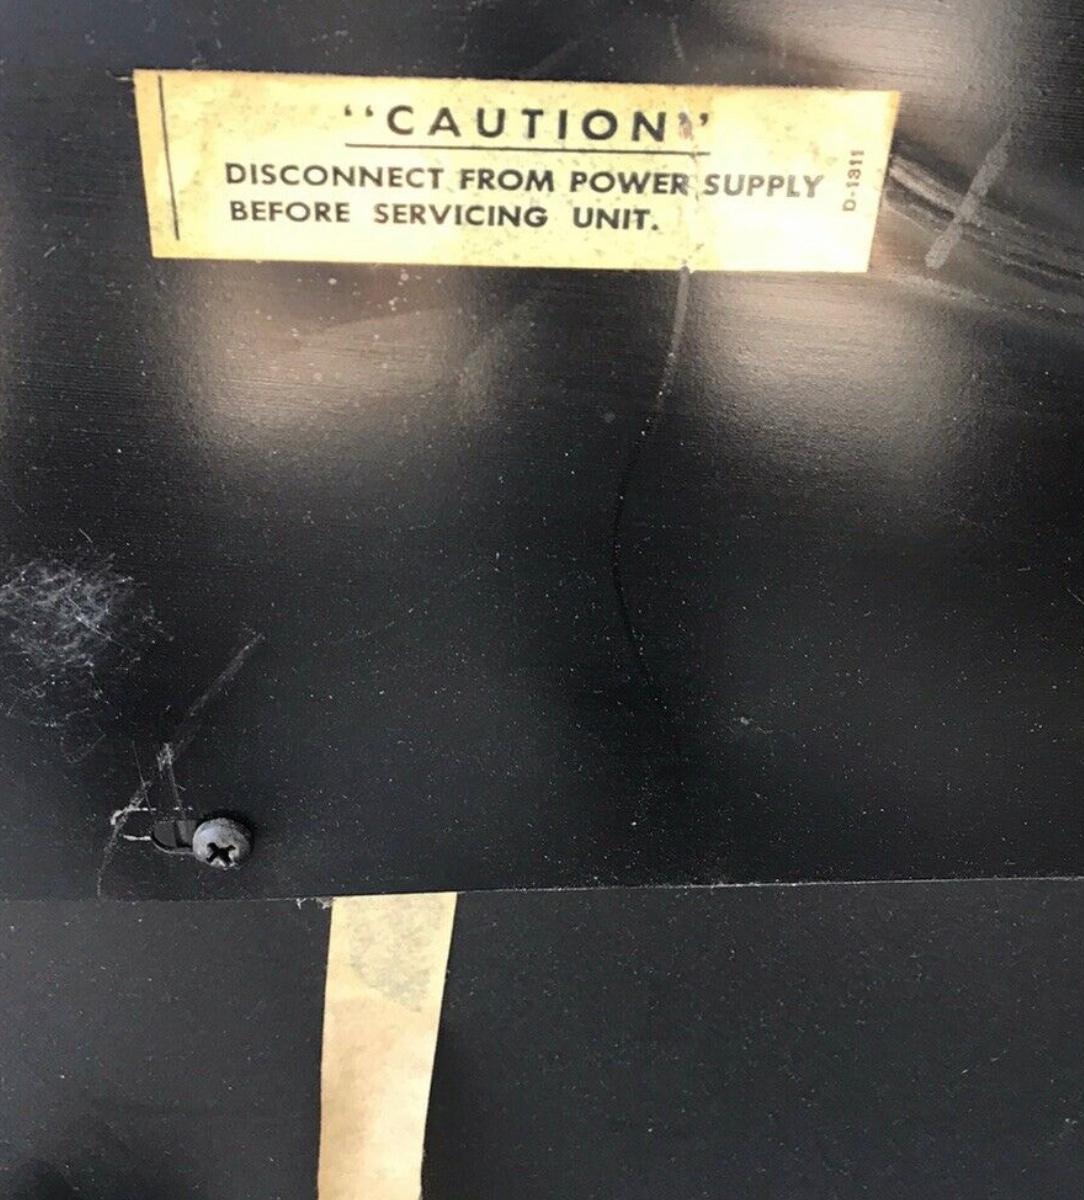 “CAUTION”
DISCONNECT FROM POWER SUPPLY
BEFORE SERVICING UNIT.
D-1311